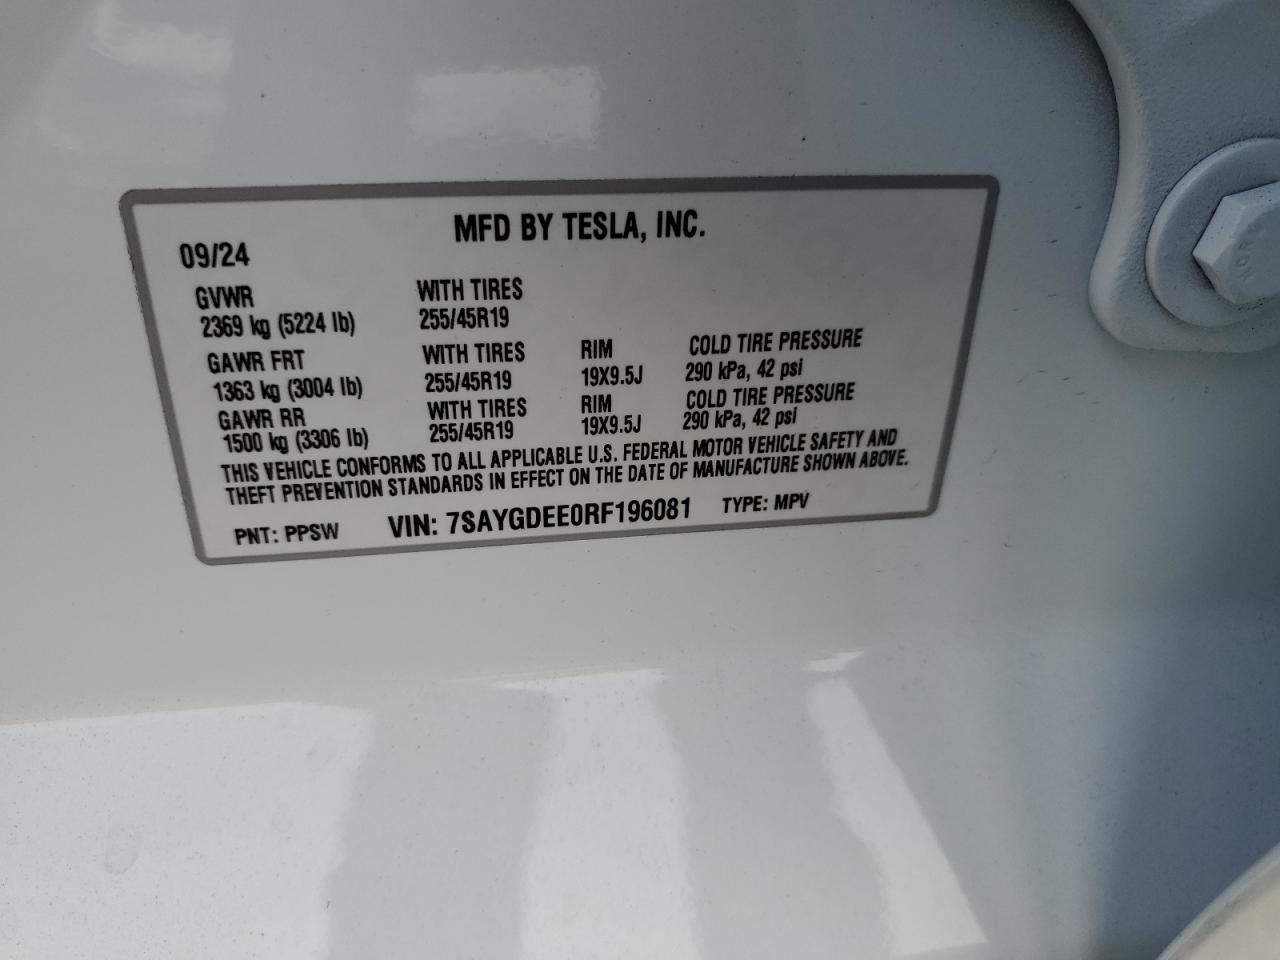 MFD BY TESLA, INC.
09/24
GVWR WITH TIRES
2369 kg (5224 lb) 255/45R19
GAWR FRT WITH TIRES RIM COLD TIRE PRESSURE
1363 kg (3004 lb) 255/45R19 19X9.5J 290 kPa, 42 psi
GAWR RR WITH TIRES RIM COLD TIRE PRESSURE
1500 kg (3306 lb) 255/45R19 19X9.5J 290 kPa, 42 psi
THIS VEHICLE CONFORMS TO ALL APPLICABLE U.S. FEDERAL MOTOR VEHICLE SAFETY AND
THEFT PREVENTION STANDARDS IN EFFECT ON THE DATE OF MANUFACTURE SHOWN ABOVE.
PNT: PPSW VIN: 7SAYGDEE0RF196081 TYPE: MPV